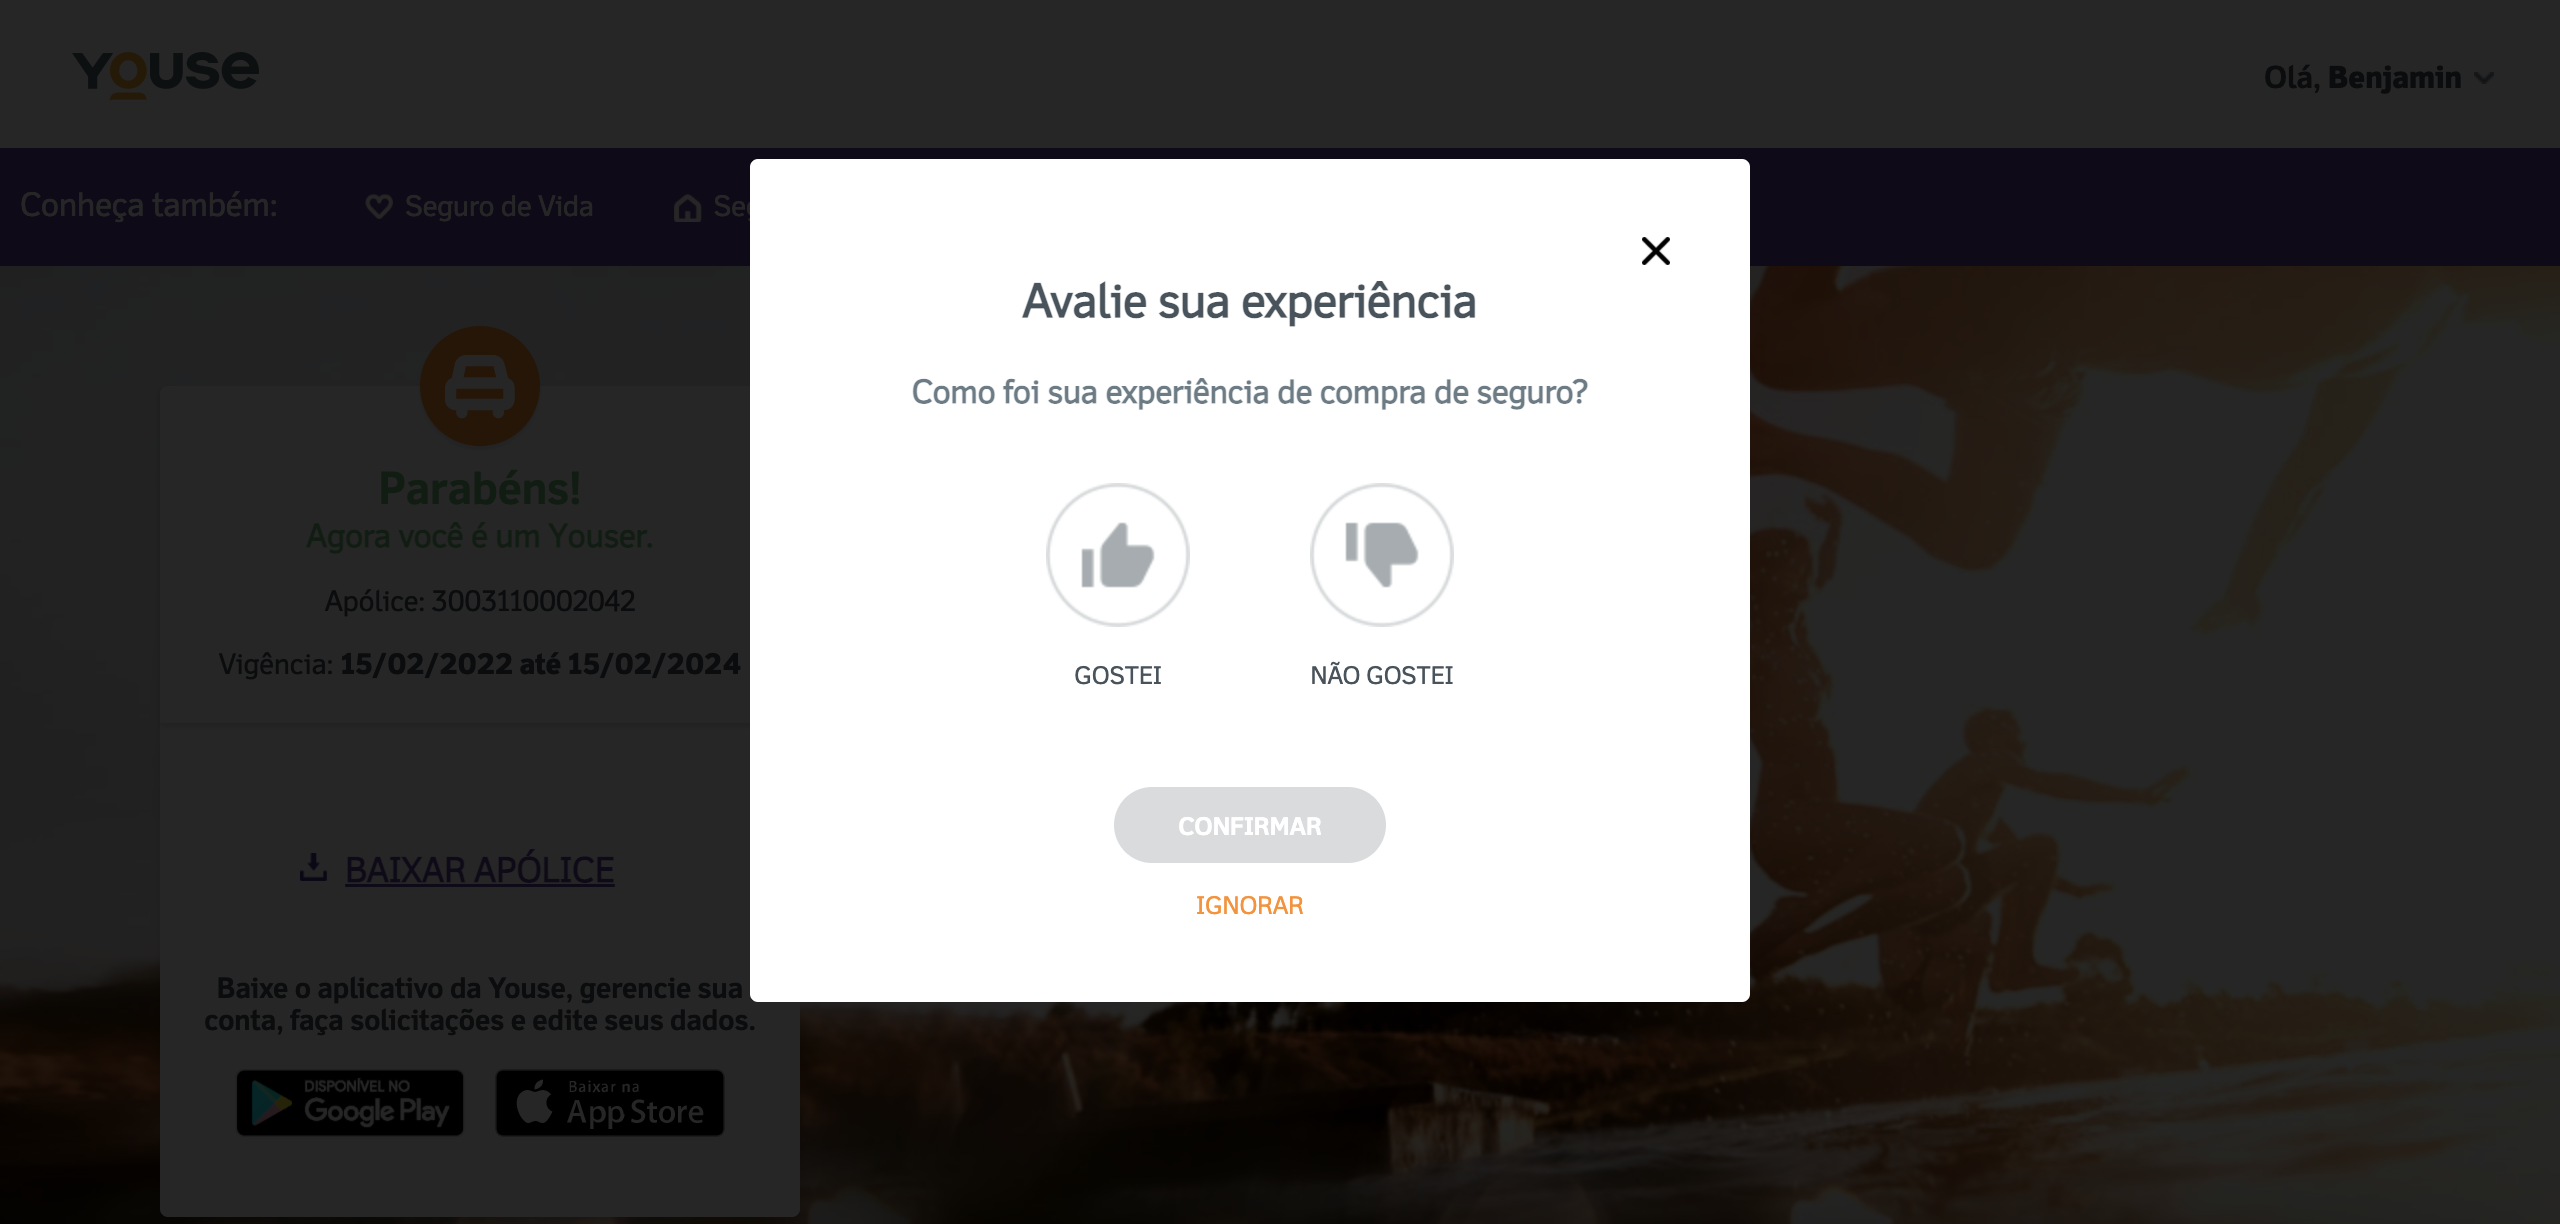 Youse
Olá, Benjamin
Conheça também:
Seguro de Vida
Avalie sua experiência
Como foi sua experiência de compra de seguro?
GOSTEI
NÃO GOSTEI
CONFIRMAR
IGNORAR
Parabéns!
Agora você é um Youser.
Apólice: 3003110002042
Vigência: 15/02/2022 até 15/02/2024
BAIXAR APÓLICE
Baixe o aplicativo da Youse, gerencie sua
conta, faça solicitações e edite seus dados.
DISPONÍVEL NO
Google Play
Baixar na
App Store